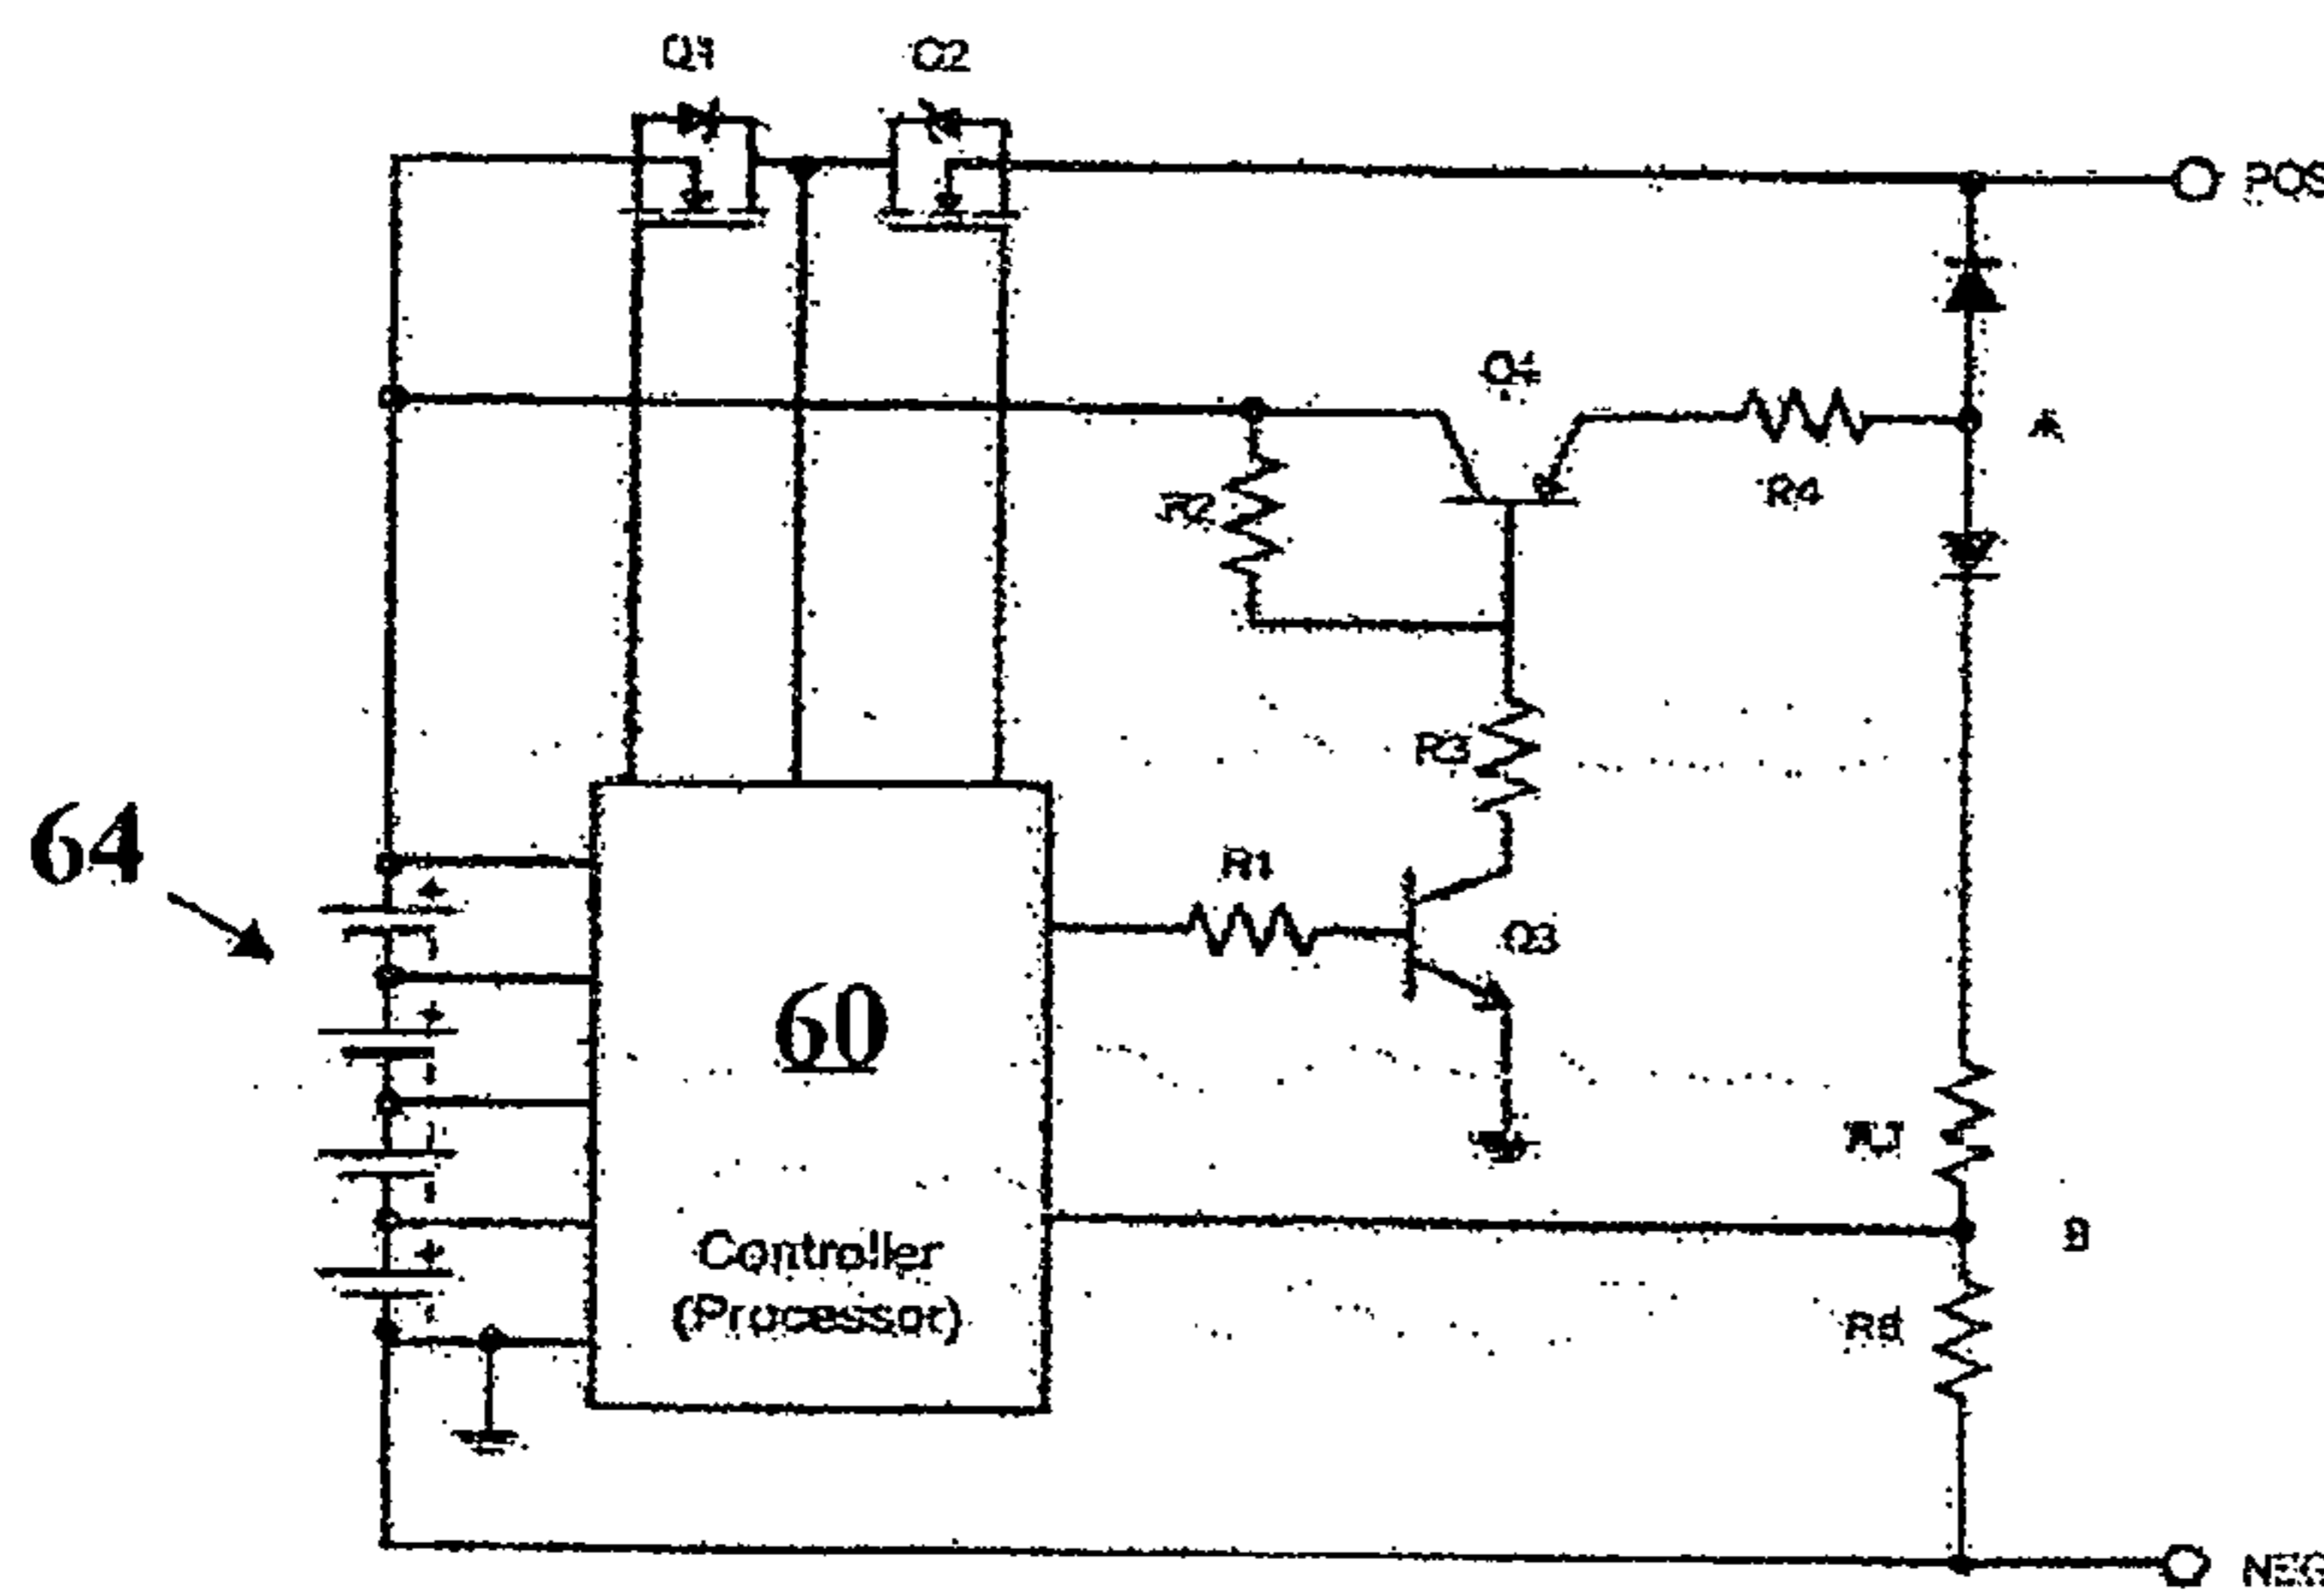 Q1
Q2
POS
Q4
A
R2
R4
R3
64
R1
Q3
60
B
Controller
(Processor)
NEG